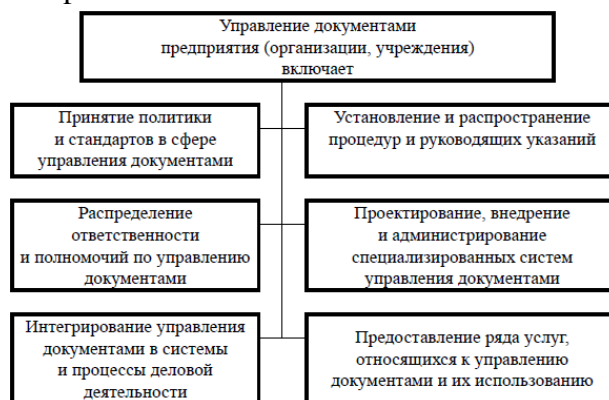 Управление документами
предприятия (организации, учреждения)
включает
Принятие политики
и стандартов в сфере
управления документами
Установление и распространение
процедур и руководящих указаний
Распределение
ответственности
и полномочий по управлению
документами
Проектирование, внедрение
и администрирование
специализированных систем
управления документами
Интегрирование управления
документами в системы
и процессы деловой
деятельности
Предоставление ряда услуг,
относящихся к управлению
документами и их использованию